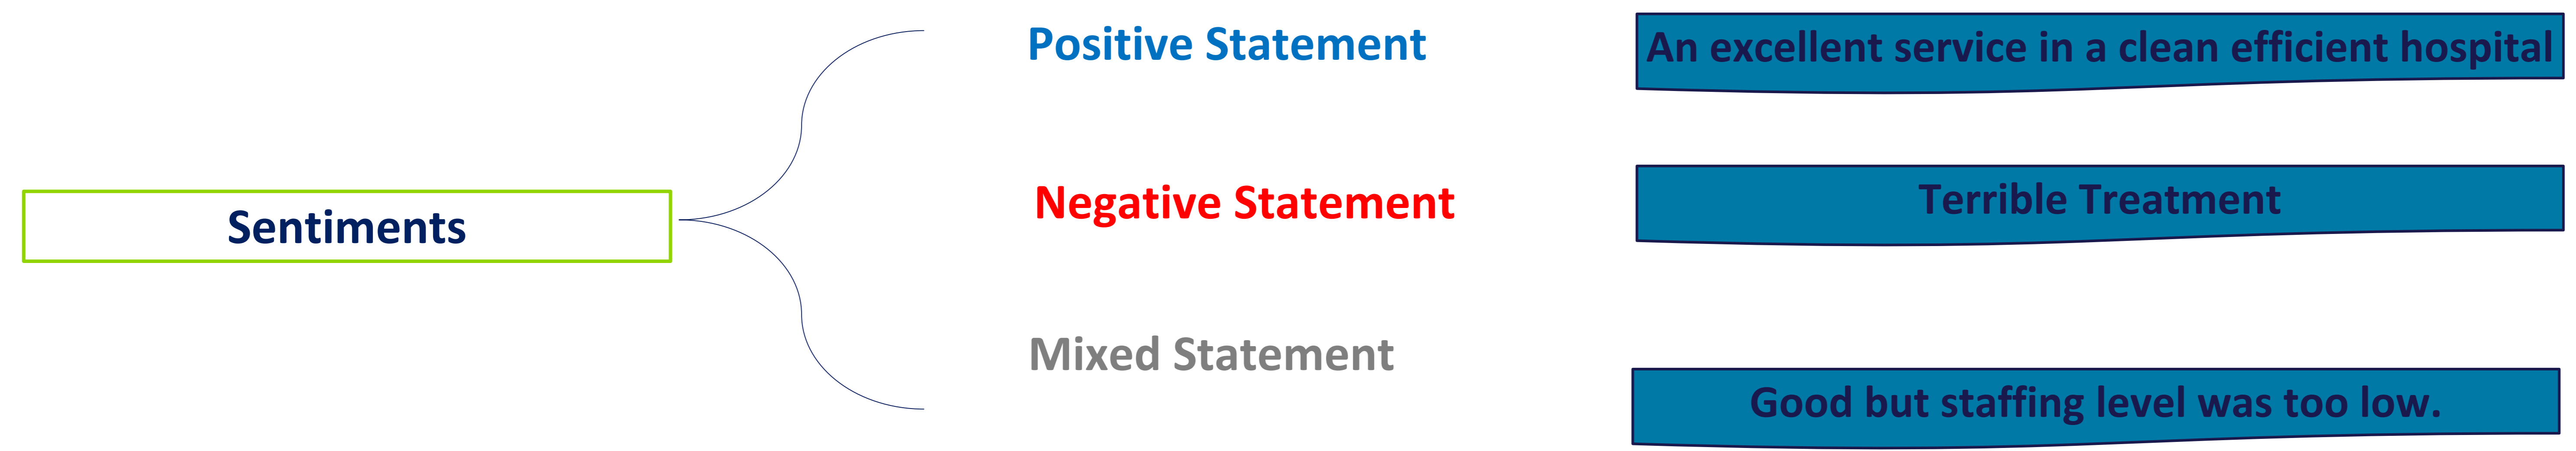 Positive Statement
An excellent service in a clean efficient hospital
Sentiments
Negative Statement
Terrible Treatment
Mixed Statement
Good but staffing level was too low.